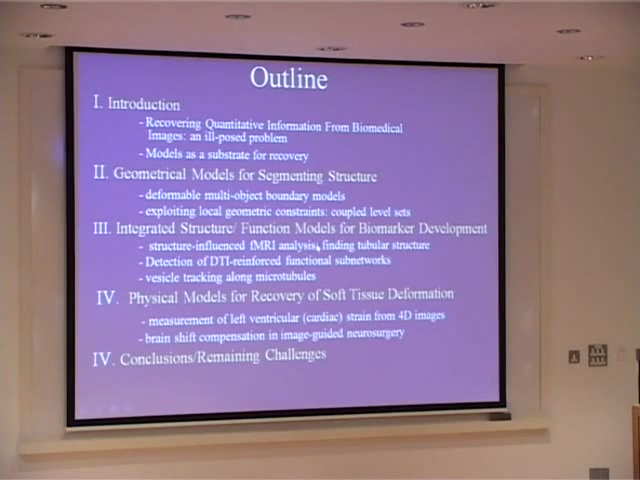 Outline
I. Introduction
- Recovering Quantitative Information From Biomedical
Images: an ill-posed problem
- Models as a substrate for recovery
II. Geometrical Models for Segmenting Structure
- deformable multi-object boundary models
- exploiting local geometric constraints: coupled level sets
III. Integrated Structure/ Function Models for Biomarker Development
- structure-influenced fMRI analysis, finding tubular structure
- Detection of DTI-reinforced functional subnetworks
- vesicle tracking along microtubules
IV. Physical Models for Recovery of Soft Tissue Deformation
- measurement of left ventricular (cardiac) strain from 4D images
- brain shift compensation in image-guided neurosurgery
IV. Conclusions/Remaining Challenges